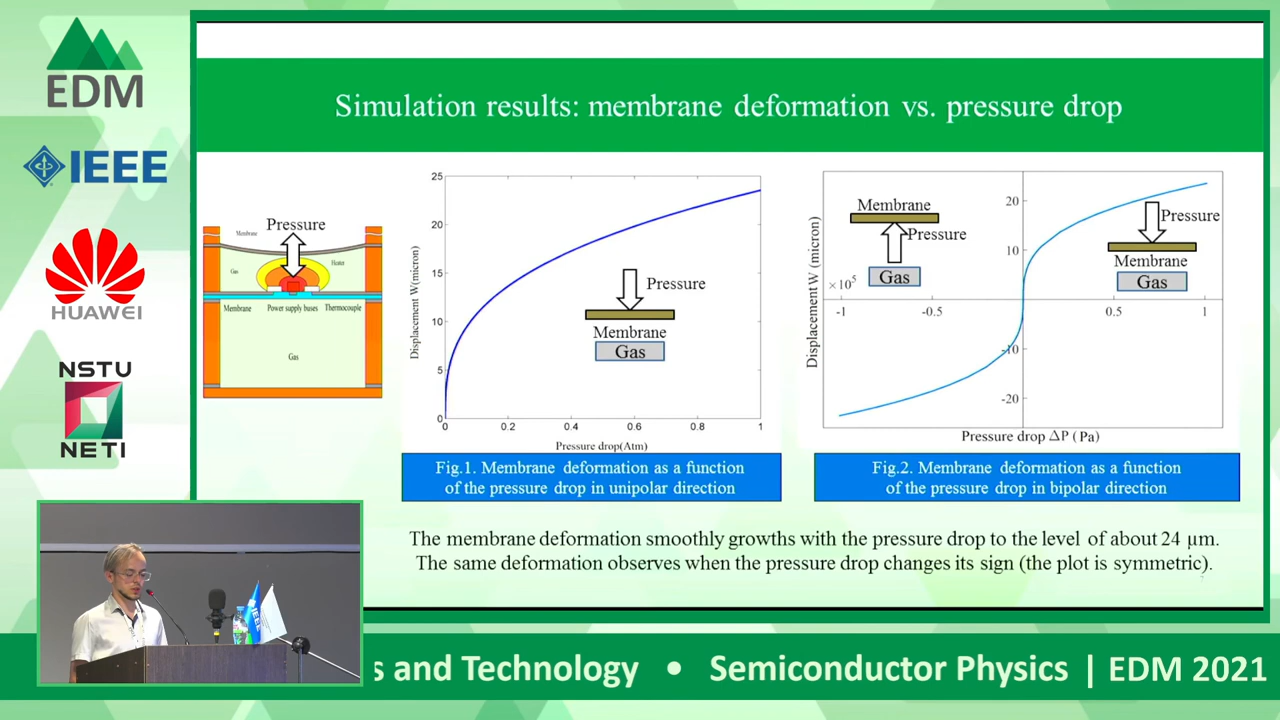 EDM
IEEE
HUAWEI
NSTU
NETI
Simulation results: membrane deformation vs. pressure drop
Pressure
Membrane
Gas
Heater
Membrane
Power supply buses
Thermocouple
Gas
25
20
15
10
5
0
Displacement W(micron)
0
0.2
0.4
0.6
0.8
1
Pressure drop(Atm)
Pressure
Membrane
Gas
Fig.1. Membrane deformation as a function
of the pressure drop in unipolar direction
Displacement W (micron)
Membrane
Pressure
Gas
×10⁵
-1
-0.5
0.5
1
20
10
-10
-20
Pressure
Membrane
Gas
Pressure drop ΔP (Pa)
Fig.2. Membrane deformation as a function
of the pressure drop in bipolar direction
The membrane deformation smoothly growths with the pressure drop to the level of about 24 μm.
The same deformation observes when the pressure drop changes its sign (the plot is symmetric).
IEEE
s and Technology • Semiconductor Physics | EDM 2021